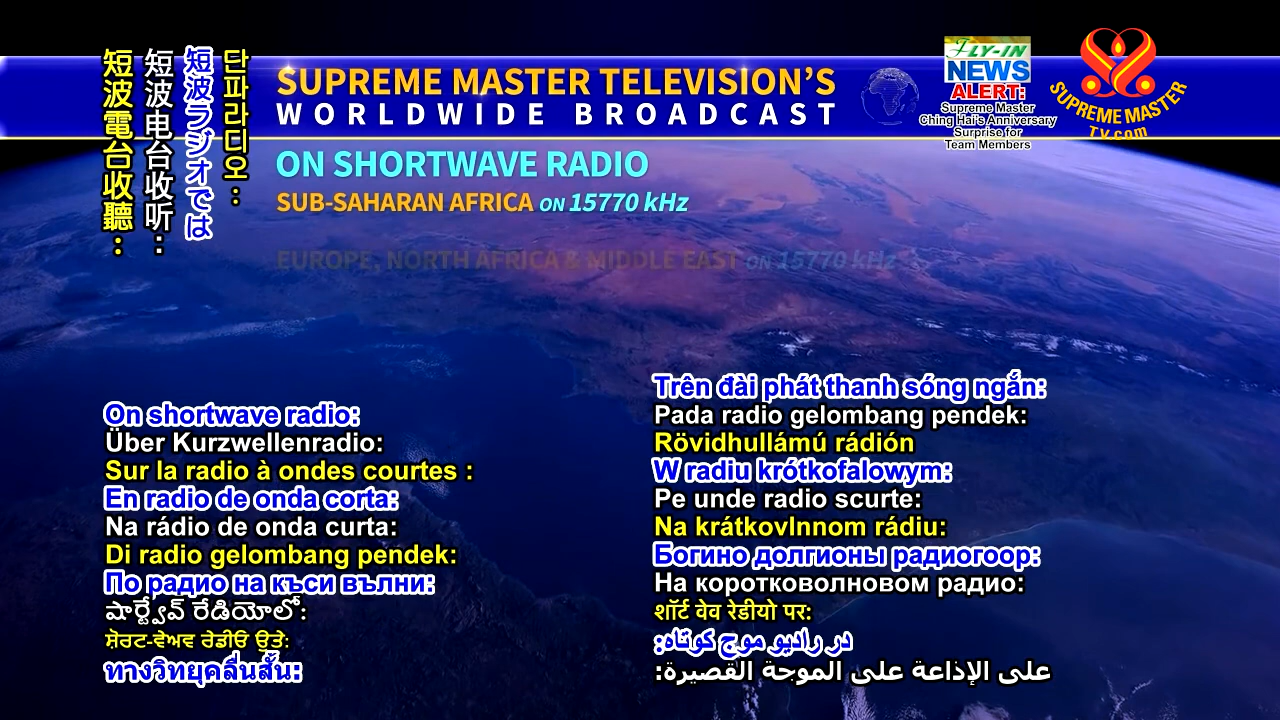 短波電台收聽：
短波电台收听：
短波ラジオでは
단파라디오：
SUPREME MASTER TELEVISION’S
WORLDWIDE BROADCAST
ON SHORTWAVE RADIO
SUB-SAHARAN AFRICA ON 15770 kHz
EUROPE, NORTH AFRICA & MIDDLE EAST ON 15770 kHz
FLY-IN
NEWS
ALERT:
Supreme Master
Ching Hai's Anniversary
Surprise for
Team Members
SUPREME MASTER
TV.com
On shortwave radio:
Über Kurzwellenradio:
Sur la radio à ondes courtes :
En radio de onda corta:
Na rádio de onda curta:
Di radio gelombang pendek:
По радио на къси вълни:
షార్ట్వేవ్ రేడియోలో:
ਸ਼ੋਰਟ-ਵੇਅਵ ਰੇਡੀਓ ਉਤੇ:
ทางวิทยุคลื่นสั้น:
Trên đài phát thanh sóng ngắn:
Pada radio gelombang pendek:
Rövidhullámú rádión
W radiu krótkofalowym:
Pe unde radio scurte:
Na krátkovlnnom rádiu:
Богино долгионы радиогоор:
На коротковолновом радио:
शॉर्ट वेव रेडीयो पर:
در رادیو موج کوتاه:
على الإذاعة على الموجة القصيرة: